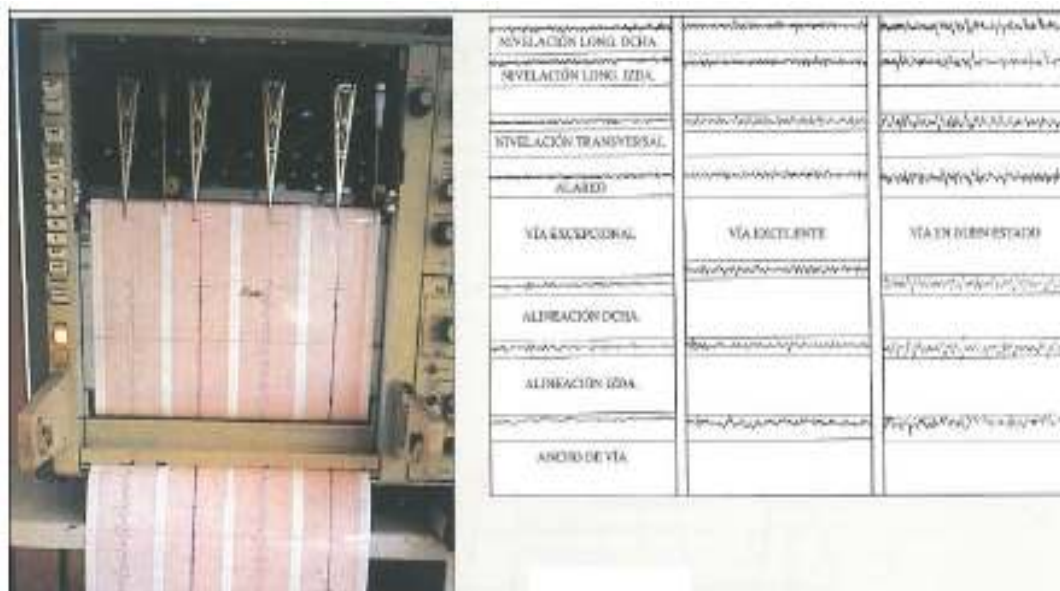 NIVELACIÓN LONG. DCHA.
NIVELACIÓN LONG. IZDA.
NIVELACIÓN TRANSVERSAL
ALABEO
VÍA EXCEPCIONAL
VÍA EXCELENTE
VÍA EN BUEN ESTADO
ALINEACIÓN DCHA.
ALINEACIÓN IZDA.
ANCHO DE VÍA